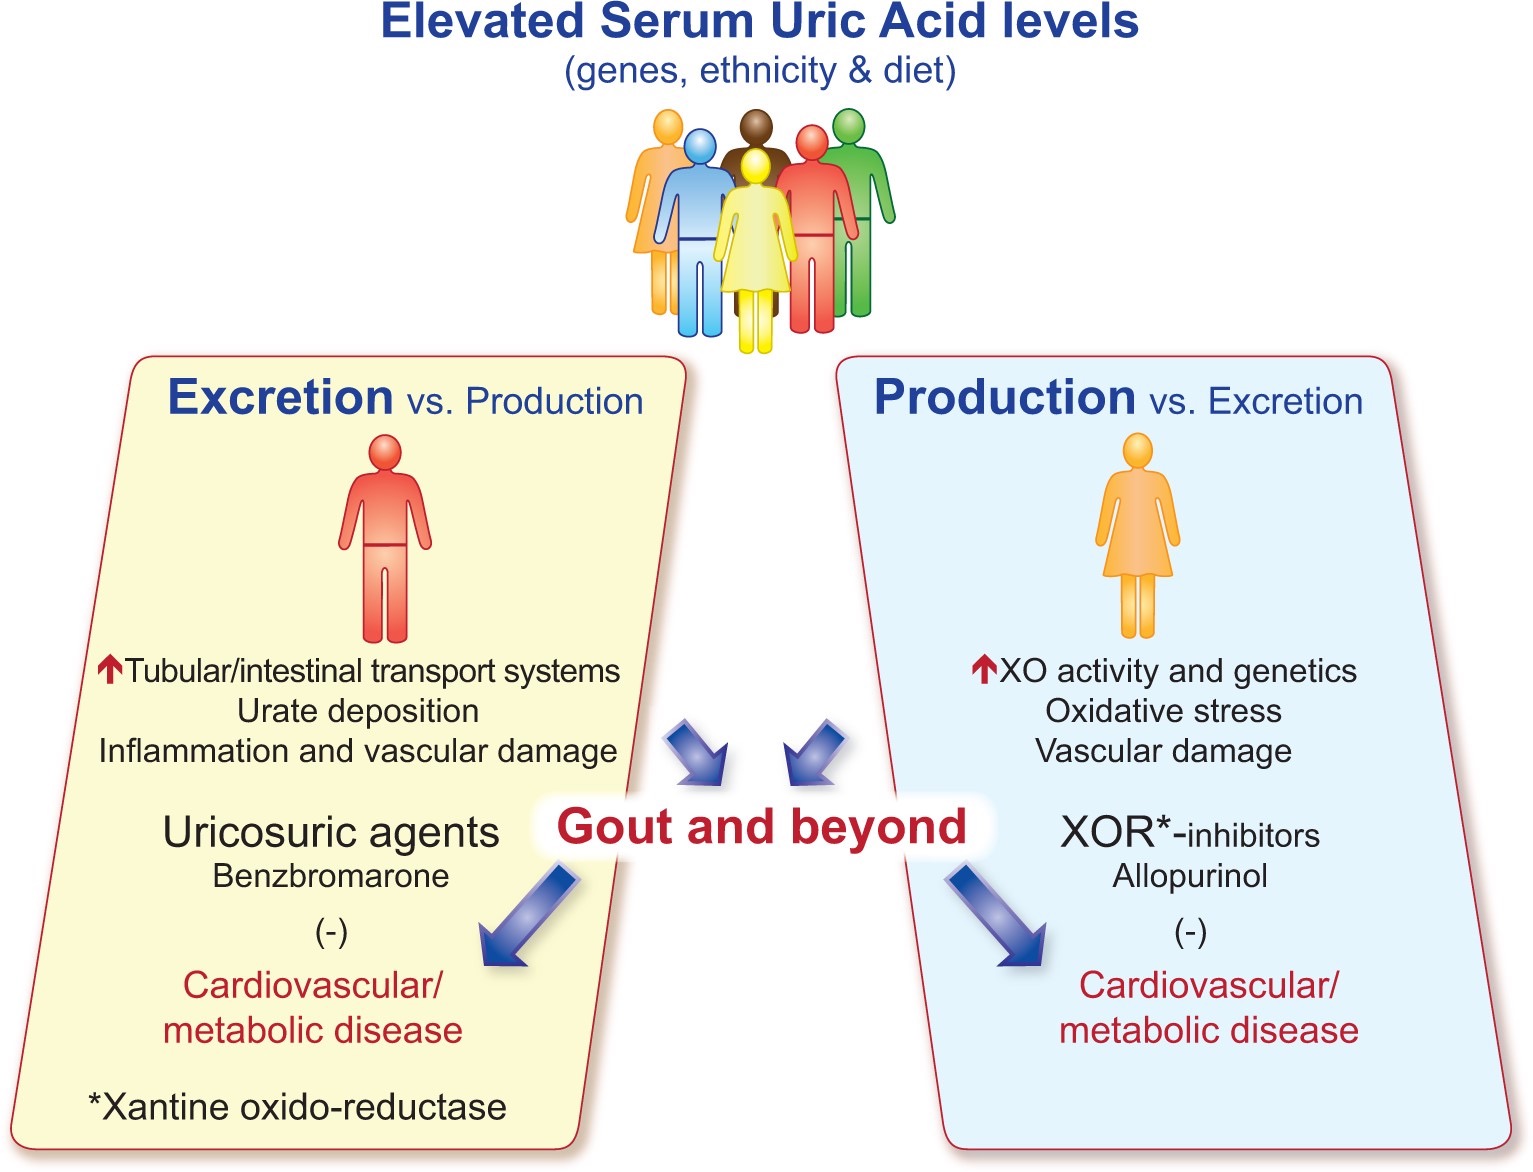 Elevated Serum Uric Acid levels
(genes, ethnicity & diet)
Excretion vs. Production
↑Tubular/intestinal transport systems
Urate deposition
Inflammation and vascular damage
Uricosuric agents
Benzbromarone
(-)
Cardiovascular/
metabolic disease
*Xantine oxido-reductase
Gout and beyond
Production vs. Excretion
↑XO activity and genetics
Oxidative stress
Vascular damage
XOR*-inhibitors
Allopurinol
(-)
Cardiovascular/
metabolic disease